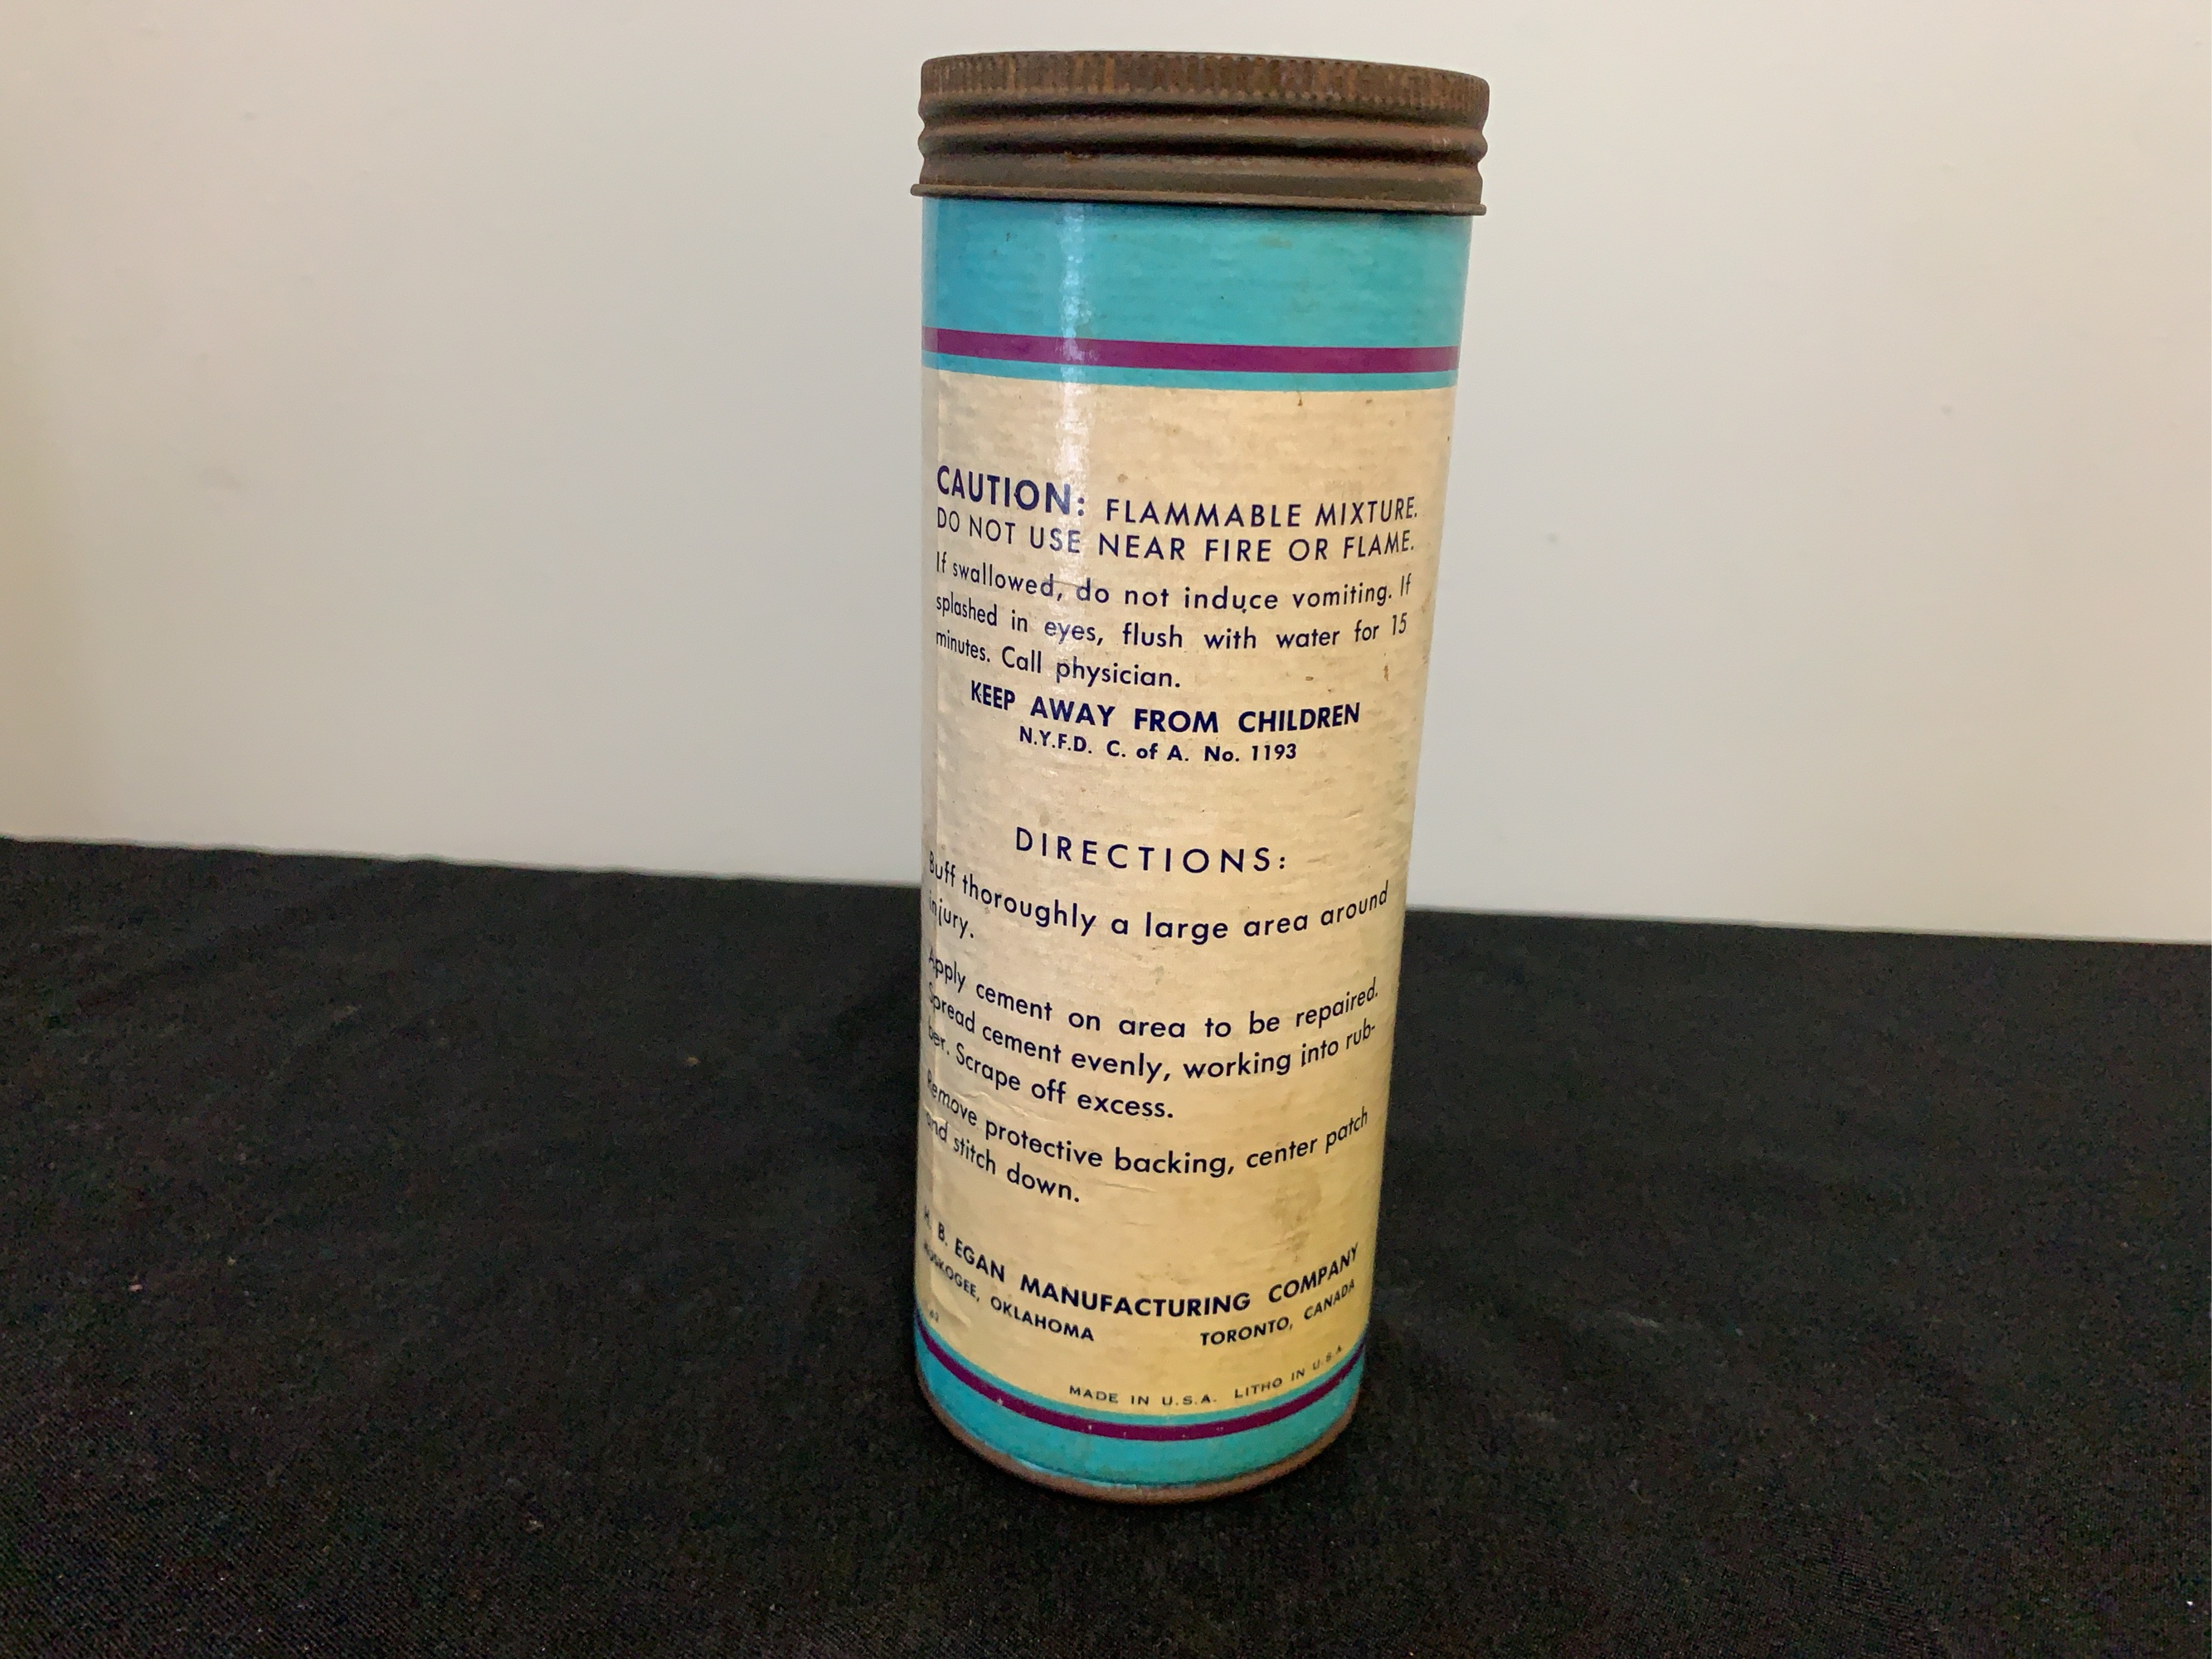 CAUTION: FLAMMABLE MIXTURE.
DO NOT USE NEAR FIRE OR FLAME.
If swallowed, do not induce vomiting. If
splashed in eyes, flush with water for 15
minutes. Call physician.
KEEP AWAY FROM CHILDREN
N.Y.F.D. C. of A. No. 1193
DIRECTIONS:
Buff thoroughly a large area around
injury.
Apply cement on area to be repaired.
Spread cement evenly, working into rub-
ber. Scrape off excess.
Remove protective backing, center patch
and stitch down.
H. B. EGAN MANUFACTURING COMPANY
MUSKOGEE, OKLAHOMA TORONTO, CANADA
MADE IN U.S.A. LITHO IN U.S.A.